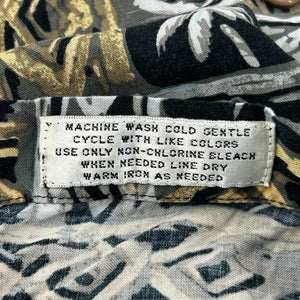 MACHINE WASH COLD GENTLE
CYCLE WITH LIKE COLORS
USE ONLY NON-CHLORINE BLEACH
WHEN NEEDED LINE DRY
WARM IRON AS NEEDED